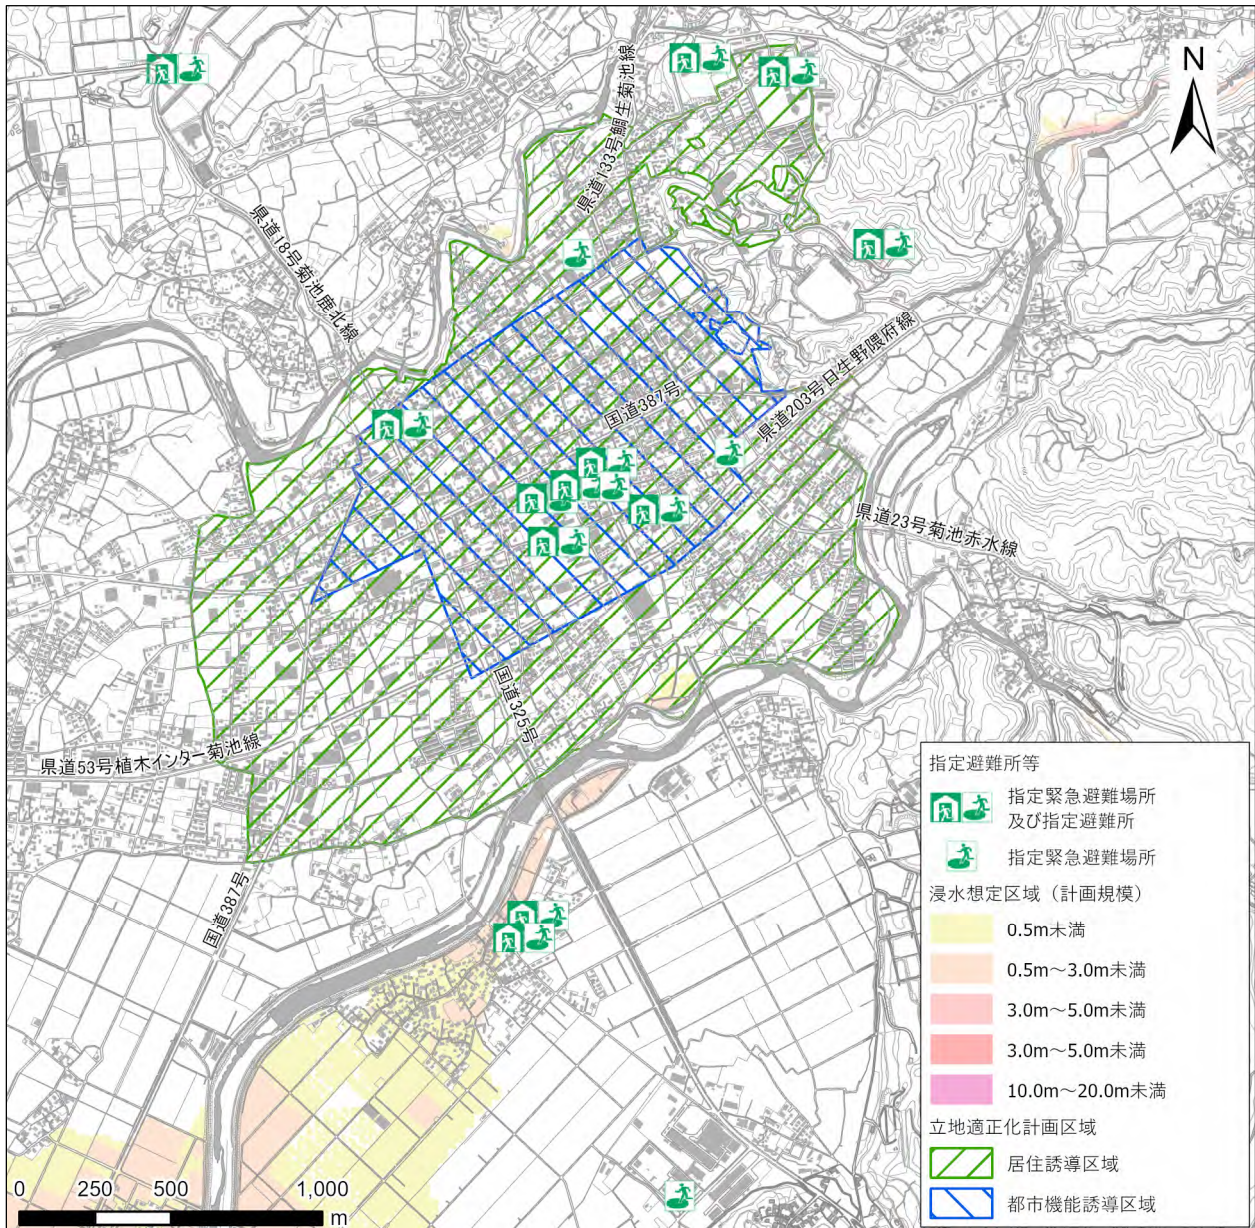 N
県道133号鯛生菊池線
県道18号菊池鹿北線
国道387号
県道203号日生野隈府線
県道23号菊池赤水線
国道325号
県道53号植木インター菊池線
国道387号
指定避難所等
指定緊急避難場所
及び指定避難所
指定緊急避難場所
浸水想定区域（計画規模）
0.5m未満
0.5m～3.0m未満
3.0m～5.0m未満
3.0m～5.0m未満
10.0m～20.0m未満
立地適正化計画区域
居住誘導区域
都市機能誘導区域
0 250 500 1,000
m